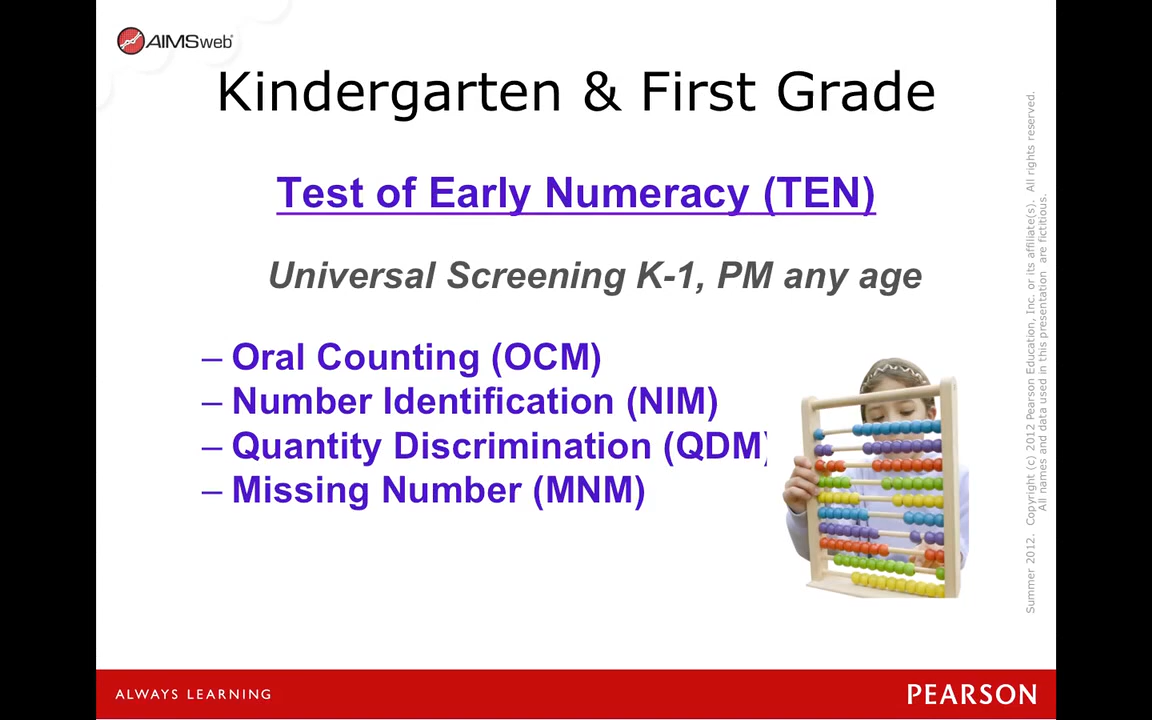 AIMSweb
Kindergarten & First Grade
Test of Early Numeracy (TEN)
Universal Screening K-1, PM any age
– Oral Counting (OCM)
– Number Identification (NIM)
– Quantity Discrimination (QDM)
– Missing Number (MNM)
Summer 2012. Copyright (c) 2012 Pearson Education, Inc. or its affiliate(s). All rights reserved.
All names and data used in this presentation are fictitious.
ALWAYS LEARNING
PEARSON